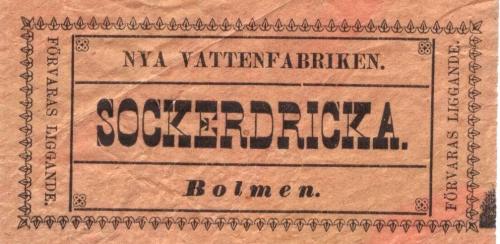 NYA VATTENFABRIKEN.
SOCKERDRICKA.
Bolmen.
FÖRVARAS LIGGANDE.
FÖRVARAS LIGGANDE.